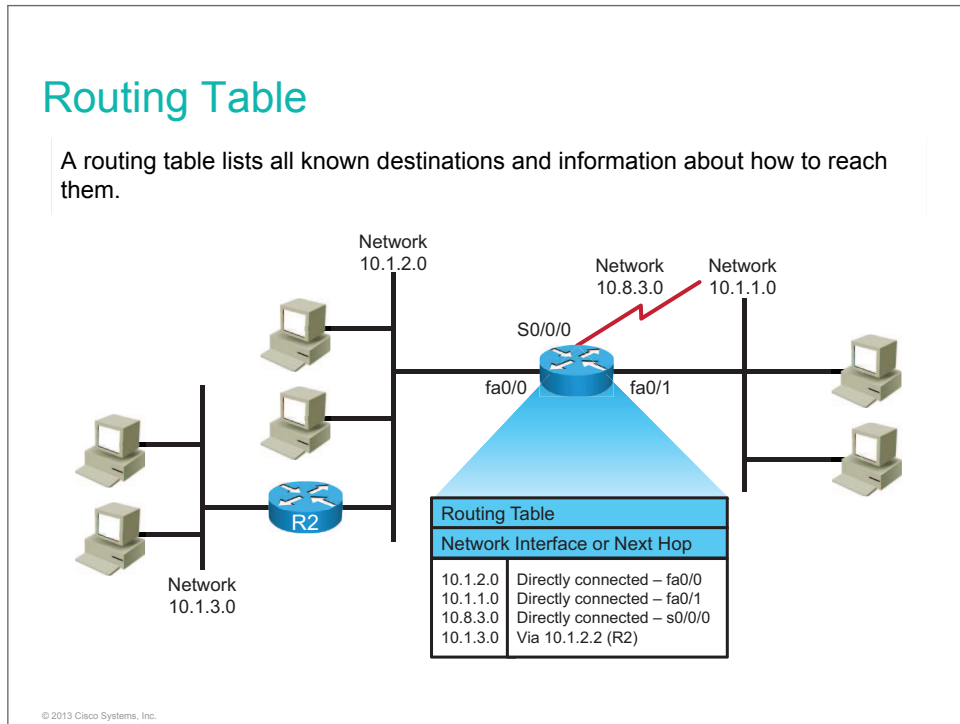 Routing Table
A routing table lists all known destinations and information about how to reach
them.
Network
10.1.2.0
Network
10.8.3.0
Network
10.1.1.0
S0/0/0
fa0/0
fa0/1
R2
Network
10.1.3.0
Routing Table
Network Interface or Next Hop
10.1.2.0 Directly connected – fa0/0
10.1.1.0 Directly connected – fa0/1
10.8.3.0 Directly connected – s0/0/0
10.1.3.0 Via 10.1.2.2 (R2)
© 2013 Cisco Systems, Inc.